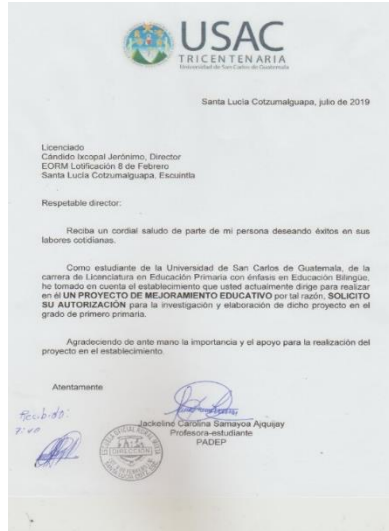 USAC
TRICENTENARIA
Universidad de San Carlos de Guatemala
Santa Lucía Cotzumalguapa, julio de 2019
Licenciado
Cándido Ixcopal Jerónimo, Director
EORM Lotificación 8 de Febrero
Santa Lucía Cotzumalguapa, Escuintla
Respetable director:
Reciba un cordial saludo de parte de mi persona deseando éxitos en sus
labores cotidianas.
Como estudiante de la Universidad de San Carlos de Guatemala, de la
carrera de Licenciatura en Educación Primaria con énfasis en Educación Bilingüe,
he tomado en cuenta el establecimiento que usted actualmente dirige para realizar
en él UN PROYECTO DE MEJORAMIENTO EDUCATIVO por tal razón, SOLICITO
SU AUTORIZACIÓN para la investigación y elaboración de dicho proyecto en el
grado de primero primaria.
Agradeciendo de ante mano la importancia y el apoyo para la realización del
proyecto en el establecimiento.
Atentamente
Recibido:
7:40
Jackeline Carolina Samayoa Ajquijay
Profesora-estudiante
PADEP
DIRECCION